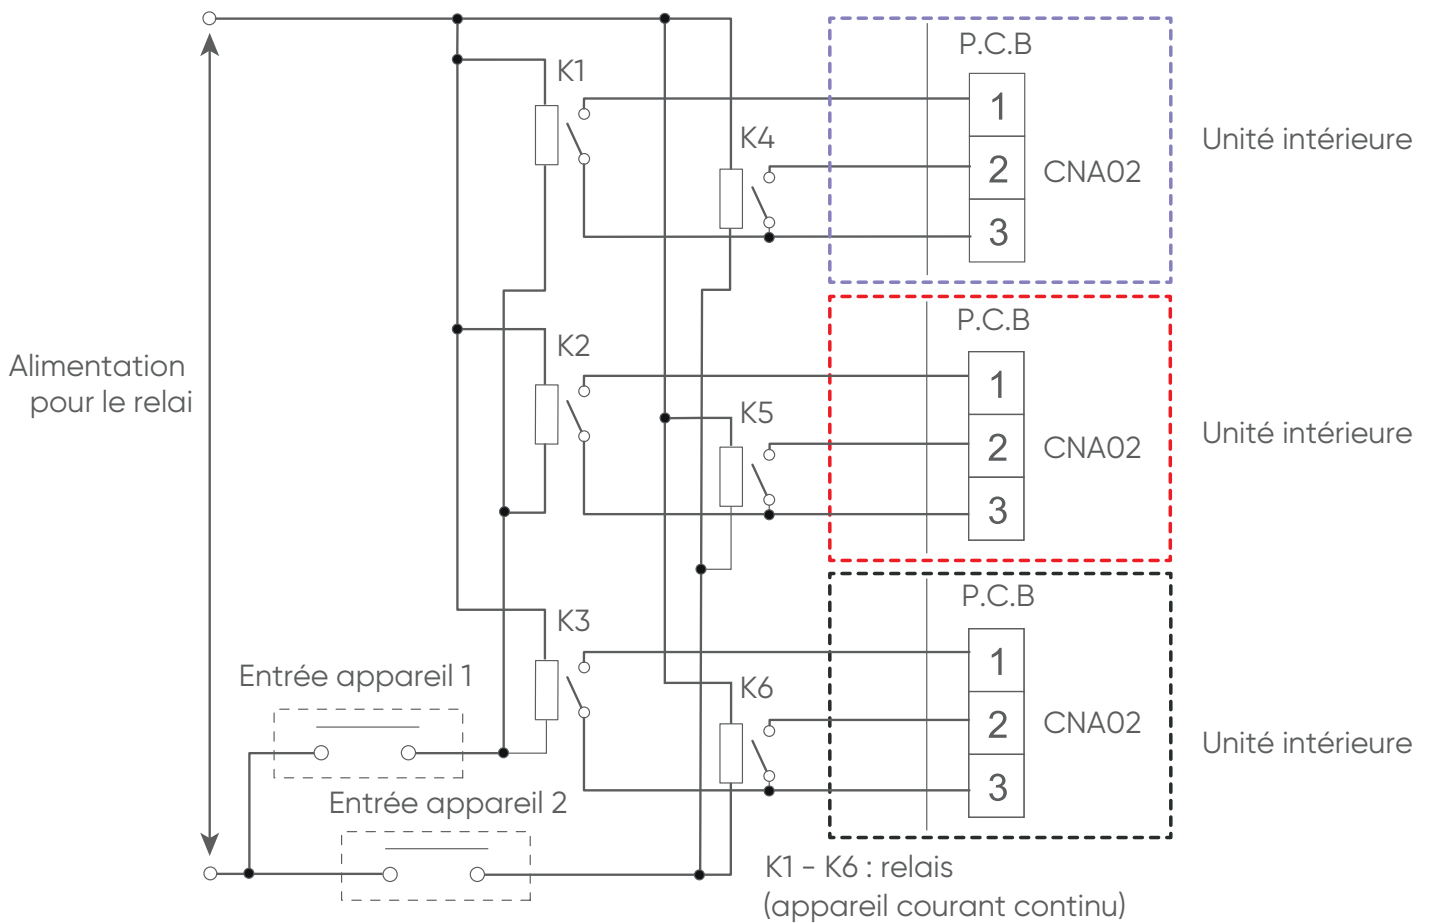 P.C.B
K1
1
K4
Unité intérieure
2
CNA02
3
P.C.B
K2
Alimentation
pour le relai
1
K5
Unité intérieure
2
CNA02
3
P.C.B
K3
1
Entrée appareil 1
K6
2
CNA02
Unité intérieure
3
Entrée appareil 2
K1 - K6 : relais
(appareil courant continu)